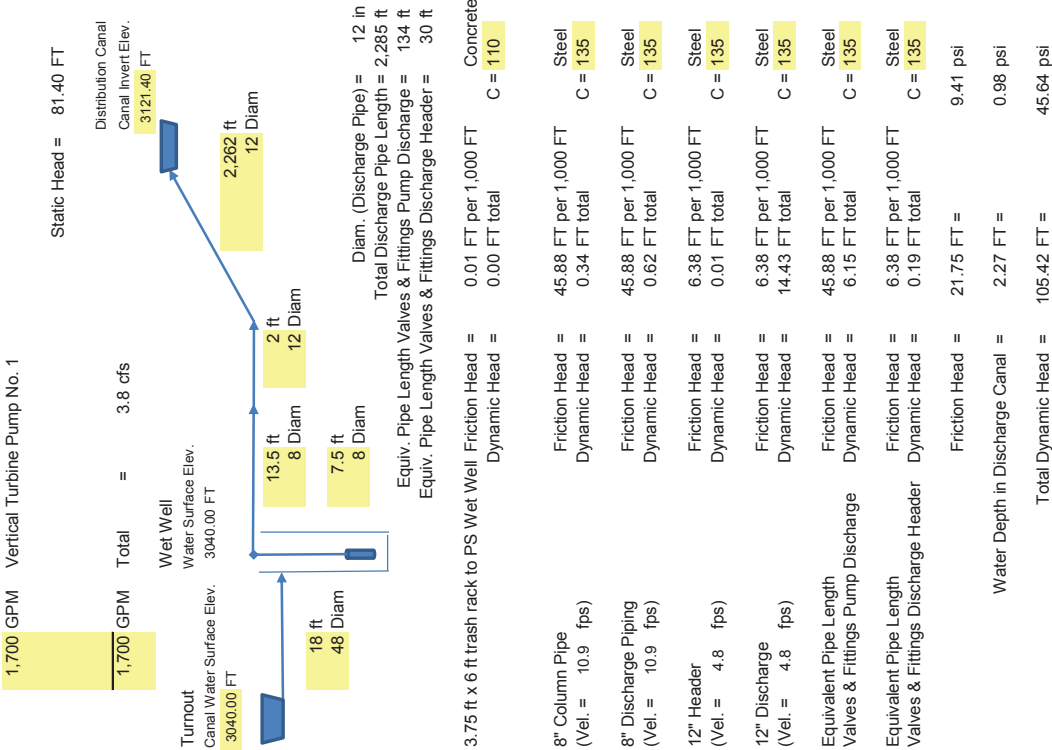 1,700 GPM Vertical Turbine Pump No. 1
1,700 GPM Total = 3.8 cfs
Static Head = 81.40 FT
Turnout
Canal Water Surface Elev.
3040.00 FT
Wet Well
Water Surface Elev.
3040.00 FT
Distribution Canal
Canal Invert Elev.
3121.40 FT
18 ft
48 Diam
13.5 ft
8 Diam
7.5 ft
8 Diam
2 ft
12 Diam
2,262 ft
12 Diam
Diam. (Discharge Pipe) = 12 in
Total Discharge Pipe Length = 2,285 ft
Equiv. Pipe Length Valves & Fittings Pump Discharge = 134 ft
Equiv. Pipe Length Valves & Fittings Discharge Header = 30 ft
3.75 ft x 6 ft trash rack to PS Wet Well Friction Head = 0.01 FT per 1,000 FT Concrete
Dynamic Head = 0.00 FT total C = 110
8" Column Pipe Friction Head = 45.88 FT per 1,000 FT Steel
(Vel. = 10.9 fps) Dynamic Head = 0.34 FT total C = 135
8" Discharge Piping Friction Head = 45.88 FT per 1,000 FT Steel
(Vel. = 10.9 fps) Dynamic Head = 0.62 FT total C = 135
12" Header Friction Head = 6.38 FT per 1,000 FT Steel
(Vel. = 4.8 fps) Dynamic Head = 0.01 FT total C = 135
12" Discharge Friction Head = 6.38 FT per 1,000 FT Steel
(Vel. = 4.8 fps) Dynamic Head = 14.43 FT total C = 135
Equivalent Pipe Length Friction Head = 45.88 FT per 1,000 FT Steel
Valves & Fittings Pump Discharge Dynamic Head = 6.15 FT total C = 135
Equivalent Pipe Length Friction Head = 6.38 FT per 1,000 FT Steel
Valves & Fittings Discharge Header Dynamic Head = 0.19 FT total C = 135
Friction Head = 21.75 FT = 9.41 psi
Water Depth in Discharge Canal = 2.27 FT = 0.98 psi
Total Dynamic Head = 105.42 FT = 45.64 psi